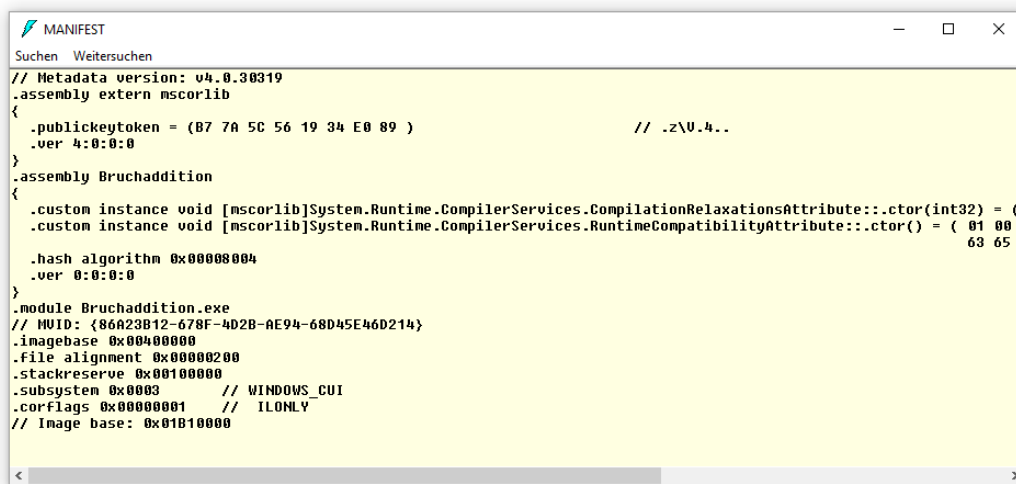 MANIFEST
Suchen Weitersuchen
// Metadata version: v4.0.30319
.assembly extern mscorlib
{
  .publickeytoken = (B7 7A 5C 56 19 34 E0 89 )                         // .z\V.4..
  .ver 4:0:0:0
}
.assembly Bruchaddition
{
  .custom instance void [mscorlib]System.Runtime.CompilerServices.CompilationRelaxationsAttribute::.ctor(int32) = (
  .custom instance void [mscorlib]System.Runtime.CompilerServices.RuntimeCompatibilityAttribute::.ctor() = ( 01 00
63 65
  .hash algorithm 0x00008004
  .ver 0:0:0:0
}
.module Bruchaddition.exe
// MVID: {86A23B12-678F-4D2B-AE94-68D45E46D214}
.imagebase 0x00400000
.file alignment 0x00000200
.stackreserve 0x00100000
.subsystem 0x0003       // WINDOWS_CUI
.corflags 0x00000001    //  ILONLY
// Image base: 0x01B10000